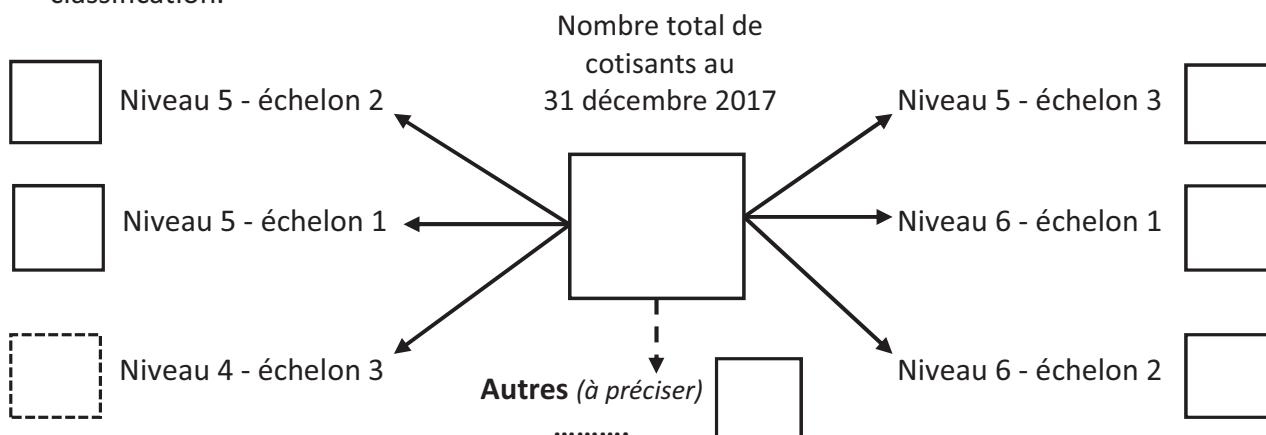 classification.
Nombre total de
cotisants au
31 décembre 2017
Niveau 5 - échelon 2
Niveau 5 - échelon 3
Niveau 5 - échelon 1
Niveau 6 - échelon 1
Niveau 4 - échelon 3
Niveau 6 - échelon 2
Autres (à préciser)
...........